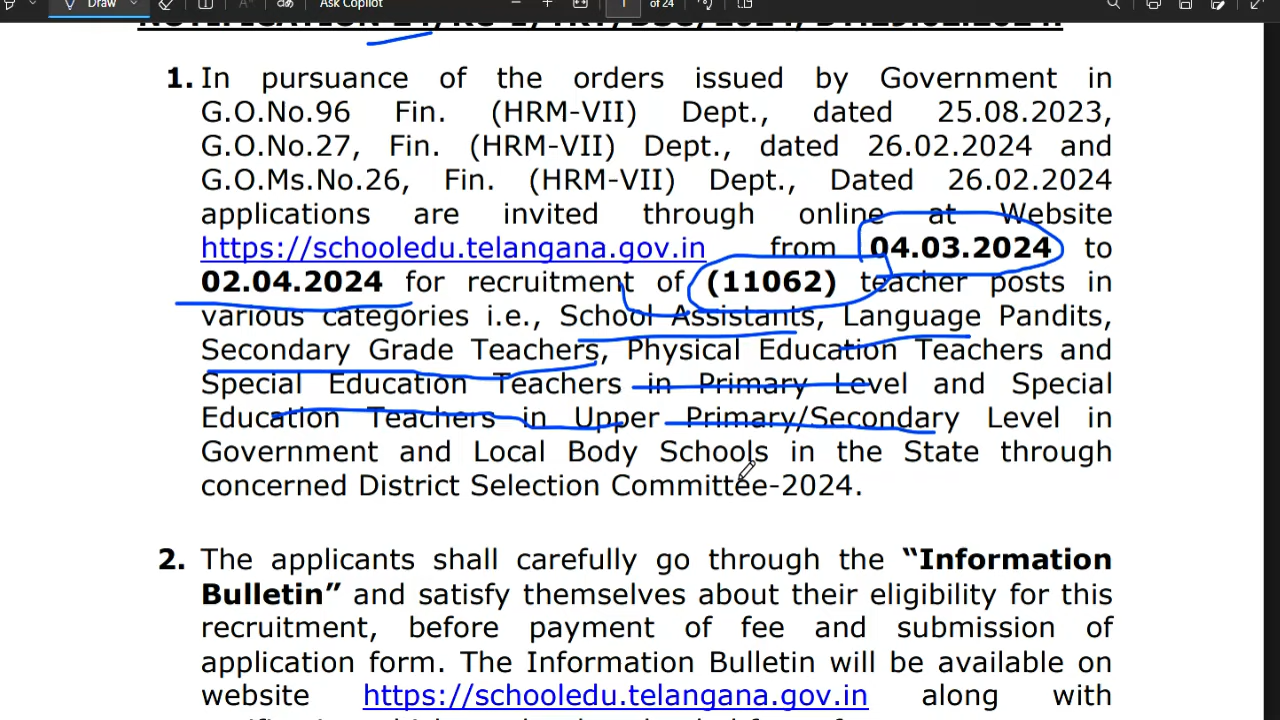 Draw
Ask Copilot
1 of 24
1. In pursuance of the orders issued by Government in
G.O.No.96 Fin. (HRM-VII) Dept., dated 25.08.2023,
G.O.No.27, Fin. (HRM-VII) Dept., dated 26.02.2024 and
G.O.Ms.No.26, Fin. (HRM-VII) Dept., Dated 26.02.2024
applications are invited through online at Website
https://schooledu.telangana.gov.in from 04.03.2024 to
02.04.2024 for recruitment of (11062) teacher posts in
various categories i.e., School Assistants, Language Pandits,
Secondary Grade Teachers, Physical Education Teachers and
Special Education Teachers in Primary Level and Special
Education Teachers in Upper Primary/Secondary Level in
Government and Local Body Schools in the State through
concerned District Selection Committee-2024.
2. The applicants shall carefully go through the “Information
Bulletin” and satisfy themselves about their eligibility for this
recruitment, before payment of fee and submission of
application form. The Information Bulletin will be available on
website https://schooledu.telangana.gov.in along with